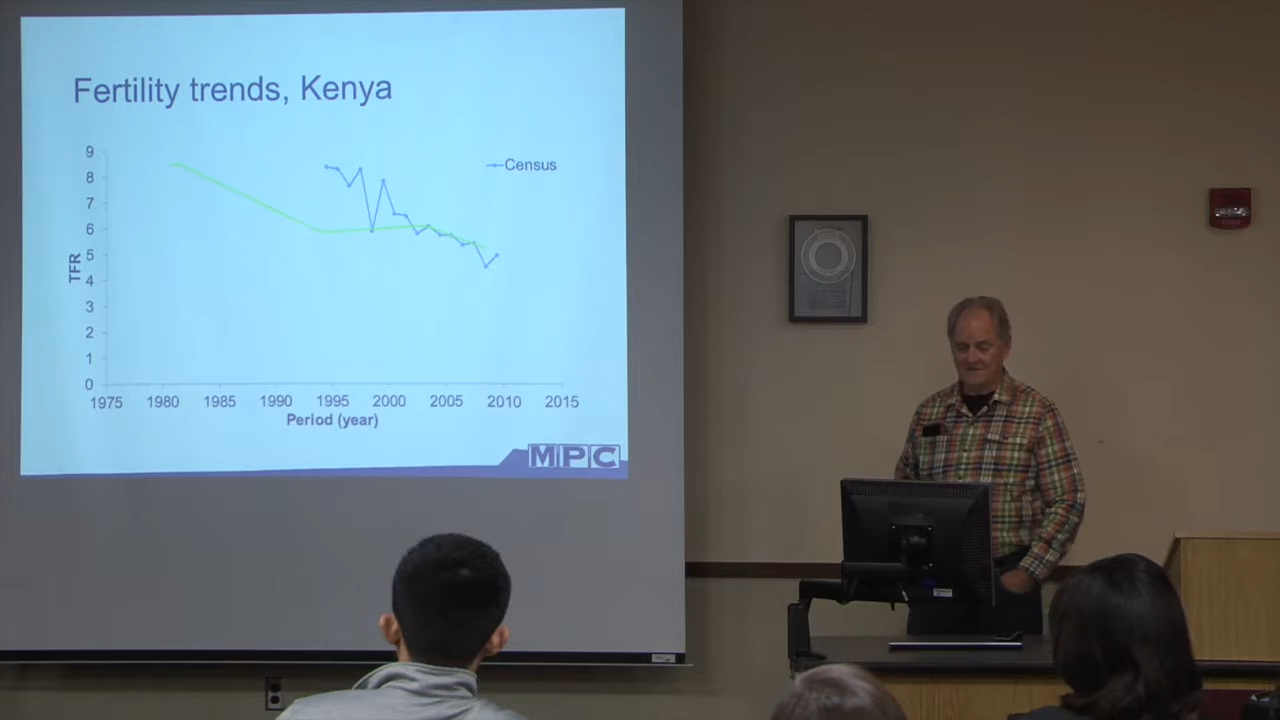 Fertility trends, Kenya
9
8
7
6
5
4
3
2
1
0
TFR
Census
1975 1980 1985 1990 1995 2000 2005 2010 2015
Period (year)
MPC